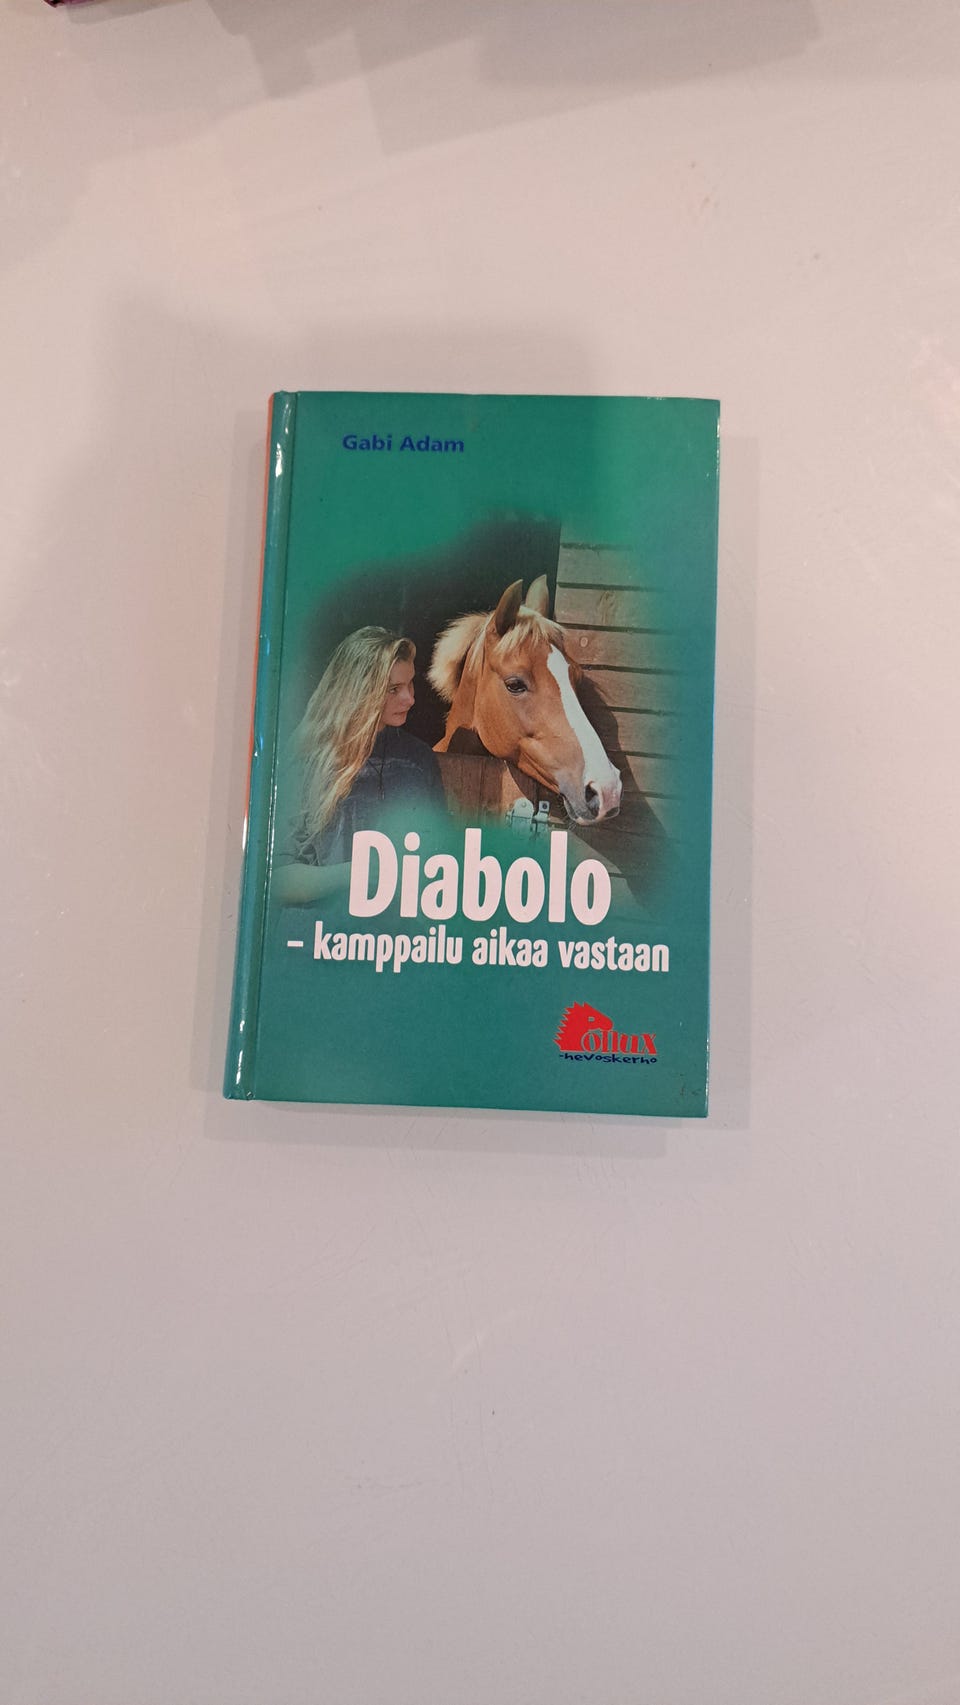 Gabi Adam
Diabolo
– kamppailu aikaa vastaan
Pollux
-hevoskerho